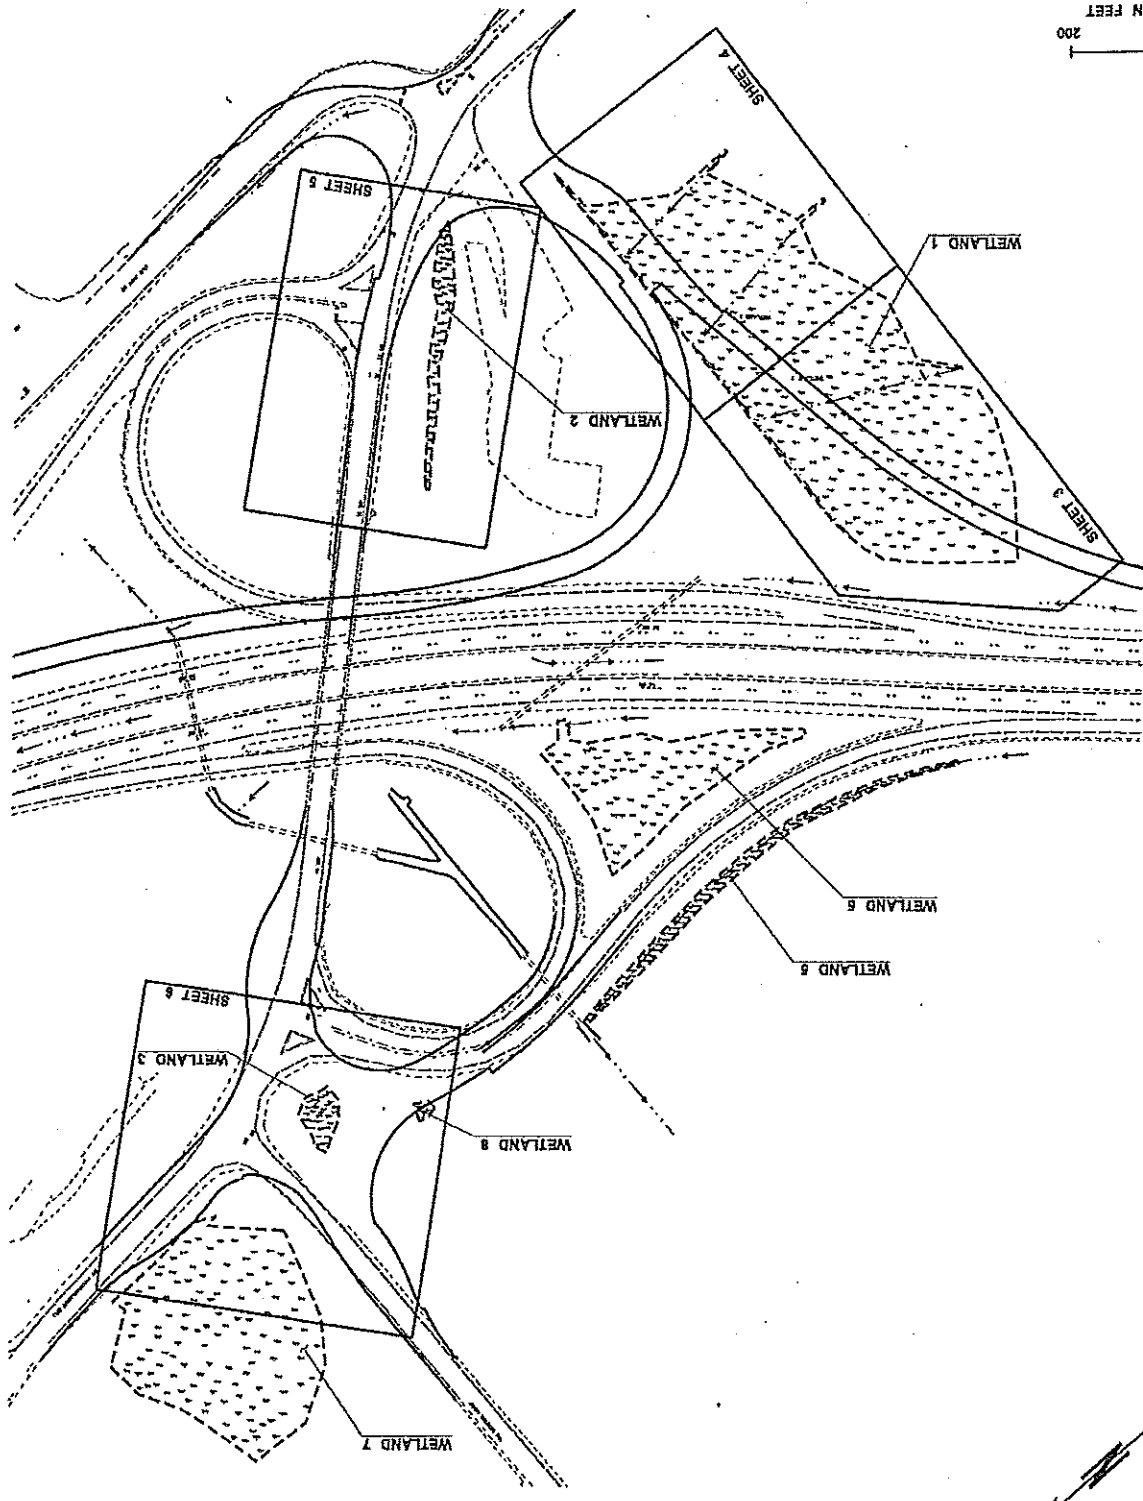 WETLAND 7
WETLAND 8
WETLAND 3
SHEET 6
WETLAND 5
WETLAND 6
SHEET 3
WETLAND 2
WETLAND 1
SHEET 5
SHEET 4
200
N FEET